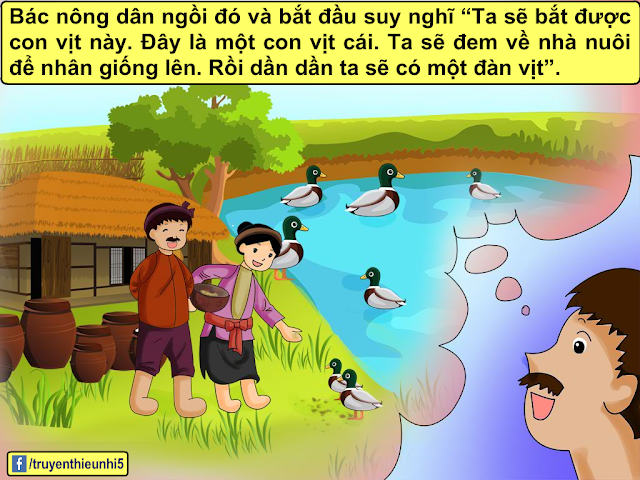 Bác nông dân ngồi đó và bắt đầu suy nghĩ “Ta sẽ bắt được
con vịt này. Đây là một con vịt cái. Ta sẽ đem về nhà nuôi
để nhân giống lên. Rồi dần dần ta sẽ có một đàn vịt”.
f /truyenthieunhi5